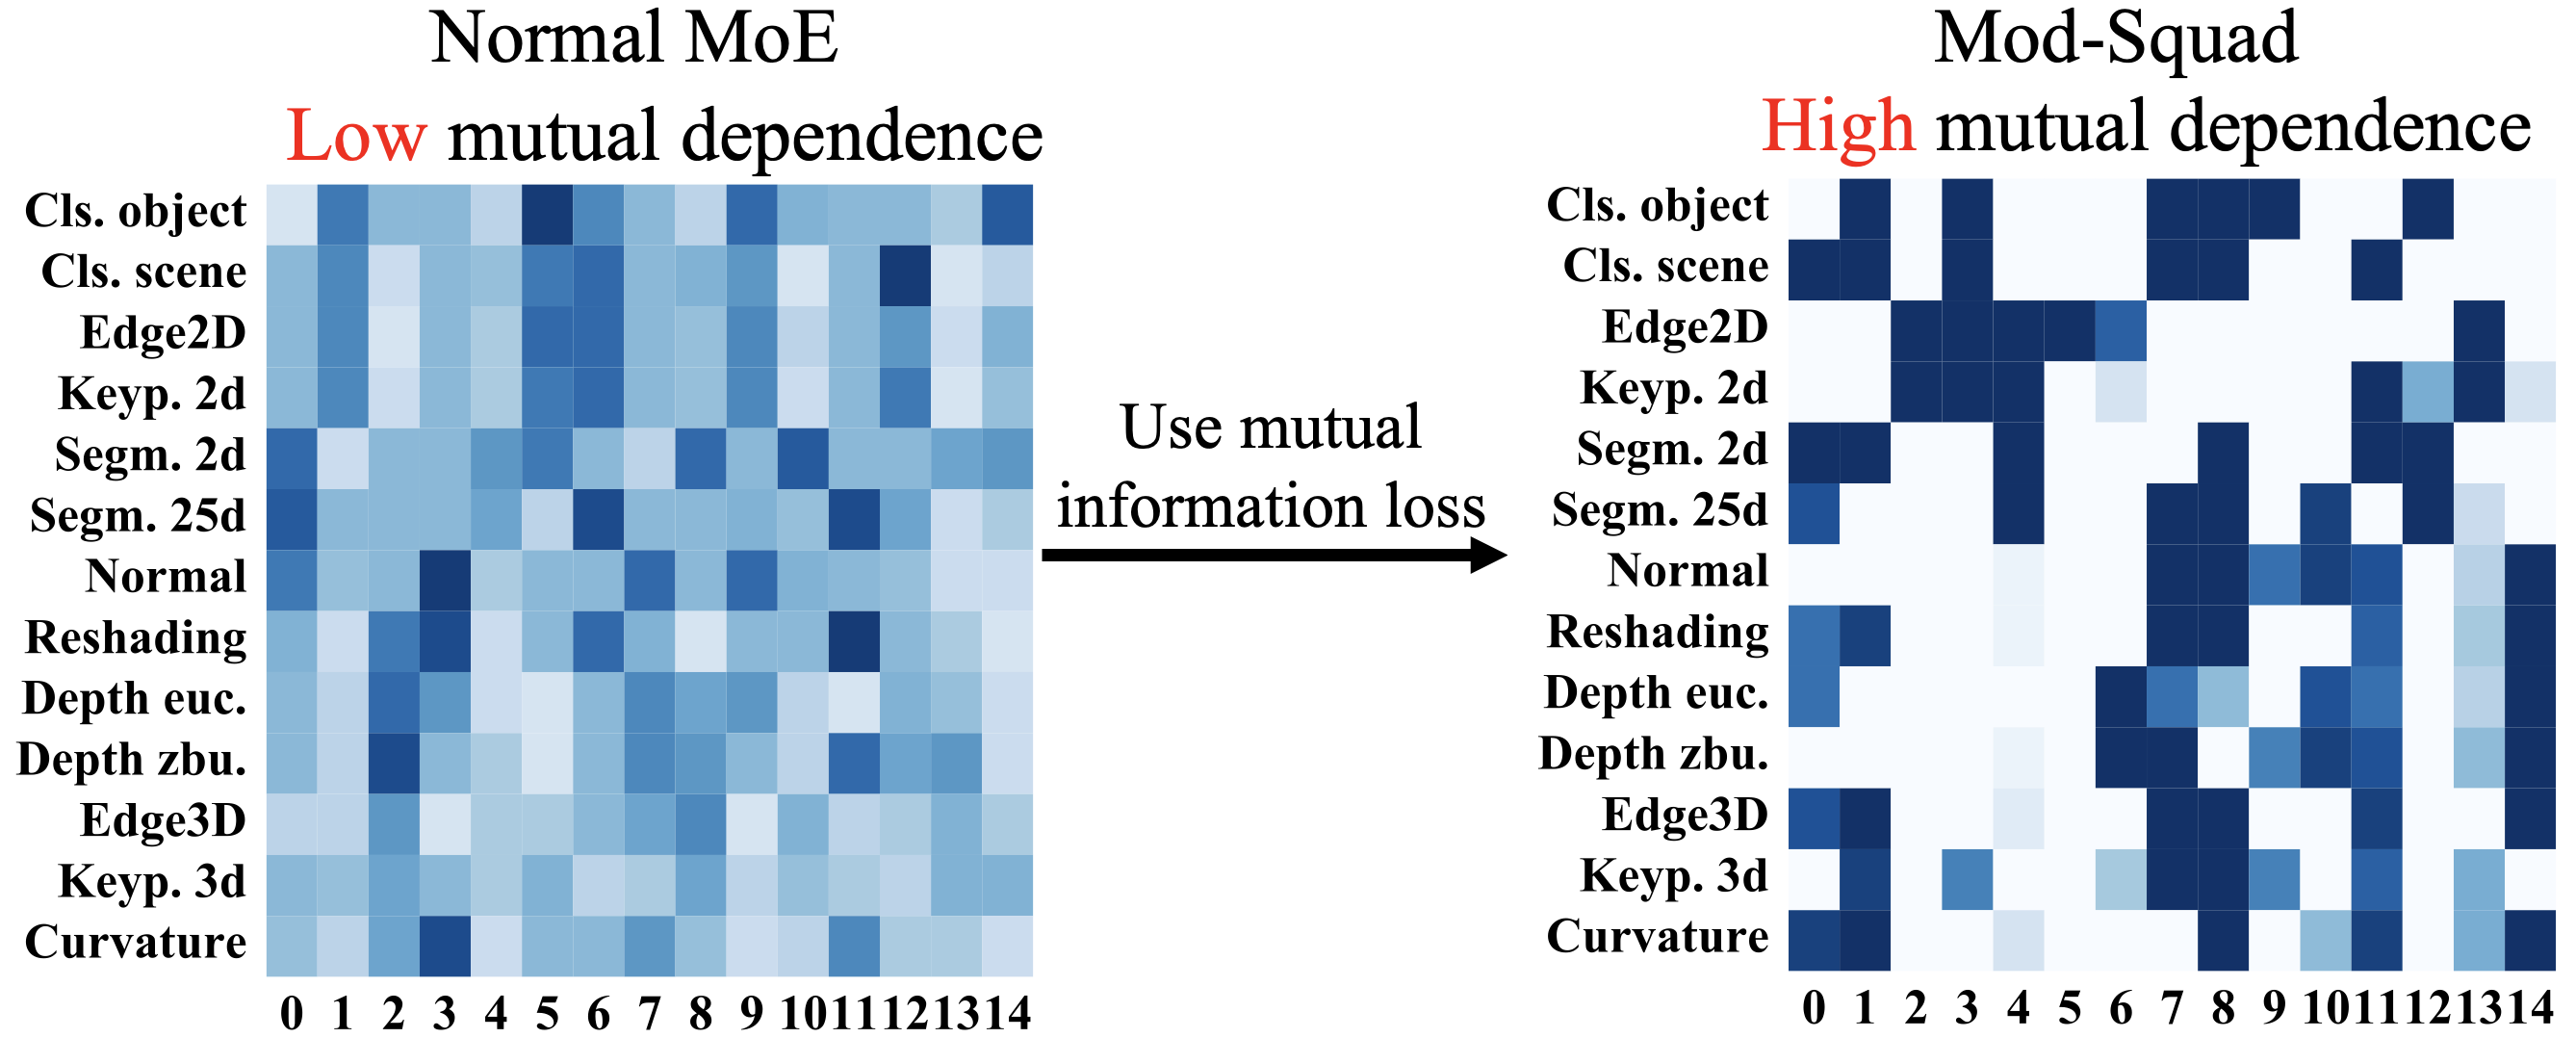 Normal MoE
Low mutual dependence
Cls. object
Cls. scene
Edge2D
Keyp. 2d
Segm. 2d
Segm. 25d
Normal
Reshading
Depth euc.
Depth zbu.
Edge3D
Keyp. 3d
Curvature
0 1 2 3 4 5 6 7 8 9 10 11 12 13 14
Use mutual
information loss
Mod-Squad
High mutual dependence
Cls. object
Cls. scene
Edge2D
Keyp. 2d
Segm. 2d
Segm. 25d
Normal
Reshading
Depth euc.
Depth zbu.
Edge3D
Keyp. 3d
Curvature
0 1 2 3 4 5 6 7 8 9 10 11 12 13 14